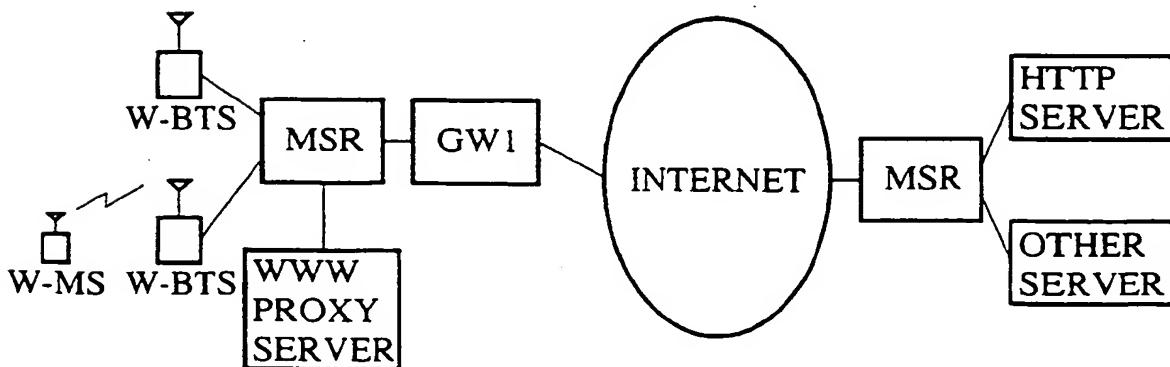 W-BTS
MSR
GW1
INTERNET
MSR
HTTP
SERVER
W-MS
W-BTS
WWW
PROXY
SERVER
OTHER
SERVER